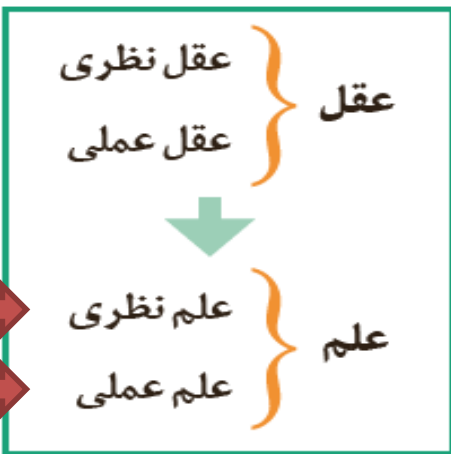 عقل
عقل نظری
عقل عملی
علم
علم نظری
علم عملی